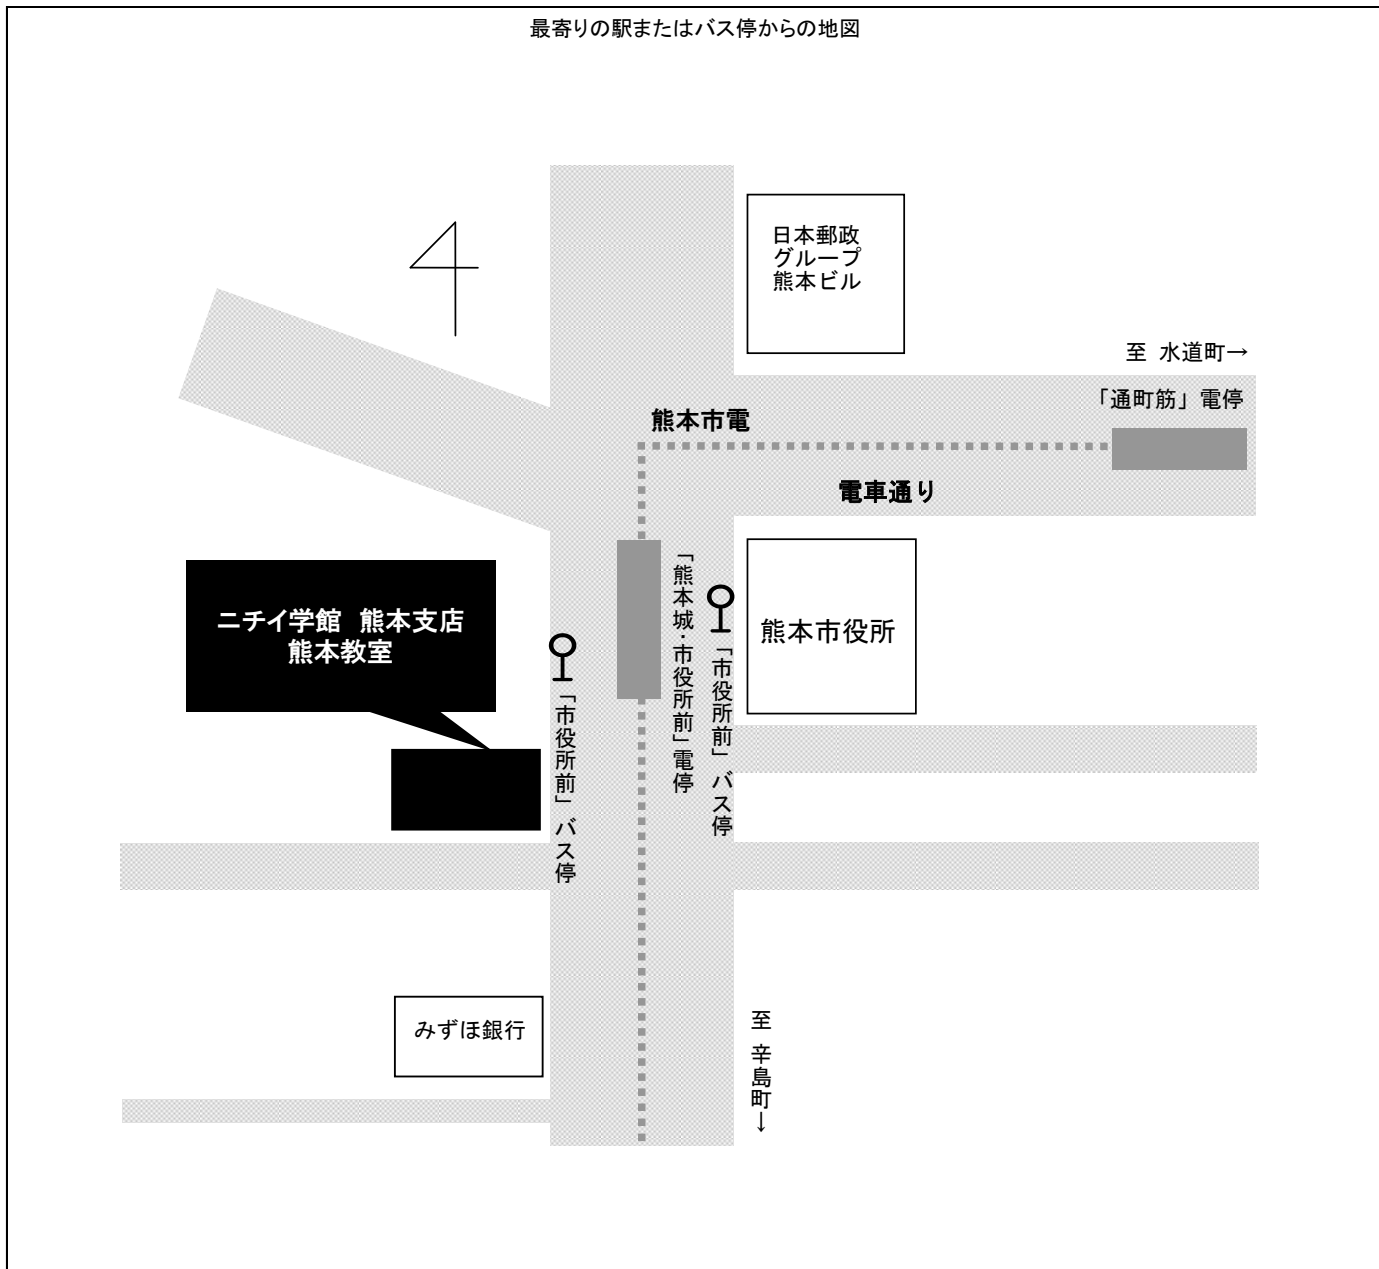 最寄りの駅またはバス停からの地図
日本郵政
グループ
熊本ビル
至 水道町→
「通町筋」電停
熊本市電
電車通り
ニチイ学館 熊本支店
熊本教室
「熊本城・市役所前」電停
「市役所前」バス停
熊本市役所
「市役所前」バス停
みずほ銀行
至 辛島町→